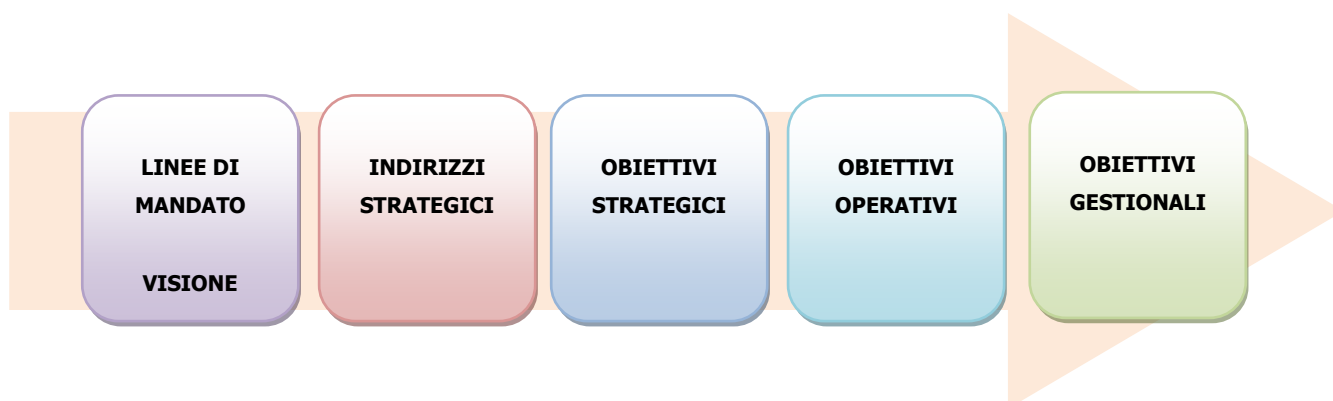 LINEE DI
MANDATO
VISIONE
INDIRIZZI
STRATEGICI
OBIETTIVI
STRATEGICI
OBIETTIVI
OPERATIVI
OBIETTIVI
GESTIONALI